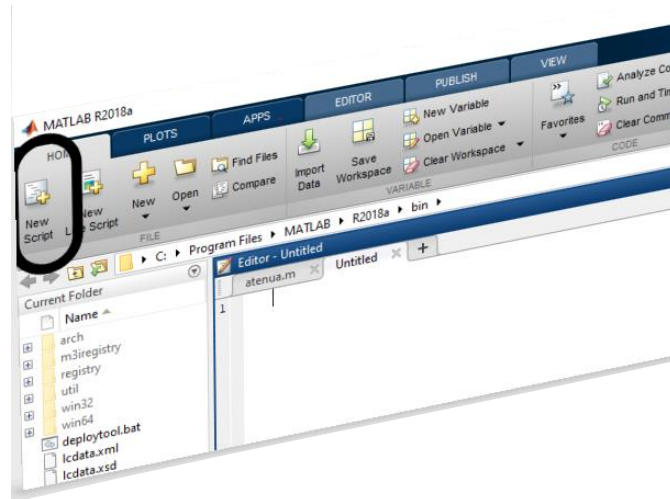 MATLAB R2018a
HOM PLOTS APPS EDITOR PUBLISH VIEW
New Script
New Script
New
Open
Find Files
Compare
Import Data
Save Workspace
New Variable
Open Variable
Clear Workspace
Favorites
Analyze Co
Run and Tim
Clear Comm
FILE VARIABLE CODE
C: Program Files MATLAB R2018a bin
Current Folder
Name
arch
m3iregistry
registry
util
win32
win64
deploytool.bat
lcdata.xml
lcdata.xsd
Editor - Untitled
atenua.m Untitled +
1